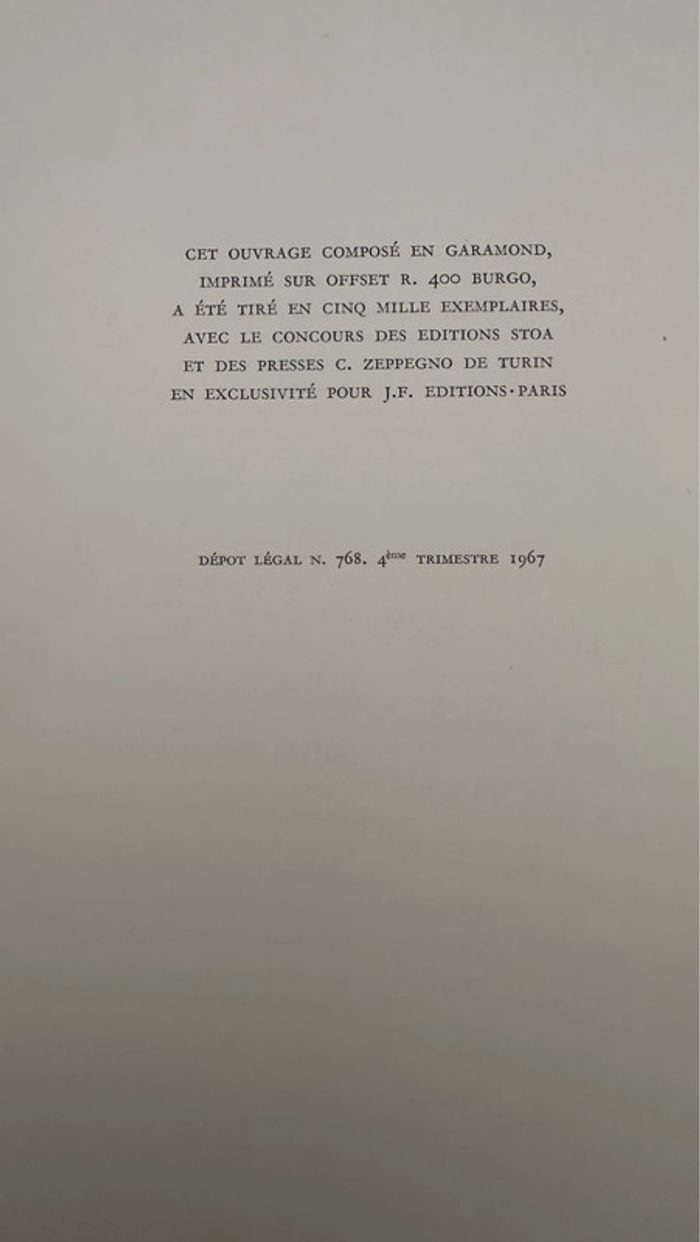 CET OUVRAGE COMPOSÉ EN GARAMOND,
IMPRIMÉ SUR OFFSET R. 400 BURGO,
A ÉTÉ TIRÉ EN CINQ MILLE EXEMPLAIRES,
AVEC LE CONCOURS DES EDITIONS STOA
ET DES PRESSES C. ZEPPEGNO DE TURIN
EN EXCLUSIVITÉ POUR J.F. EDITIONS·PARIS
DÉPOT LÉGAL N. 768. 4ème TRIMESTRE 1967